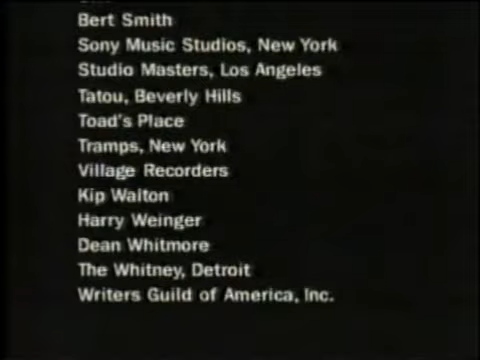 Bert Smith
Sony Music Studios, New York
Studio Masters, Los Angeles
Tatou, Beverly Hills
Toad's Place
Tramps, New York
Village Recorders
Kip Walton
Harry Weinger
Dean Whitmore
The Whitney, Detroit
Writers Guild of America, Inc.